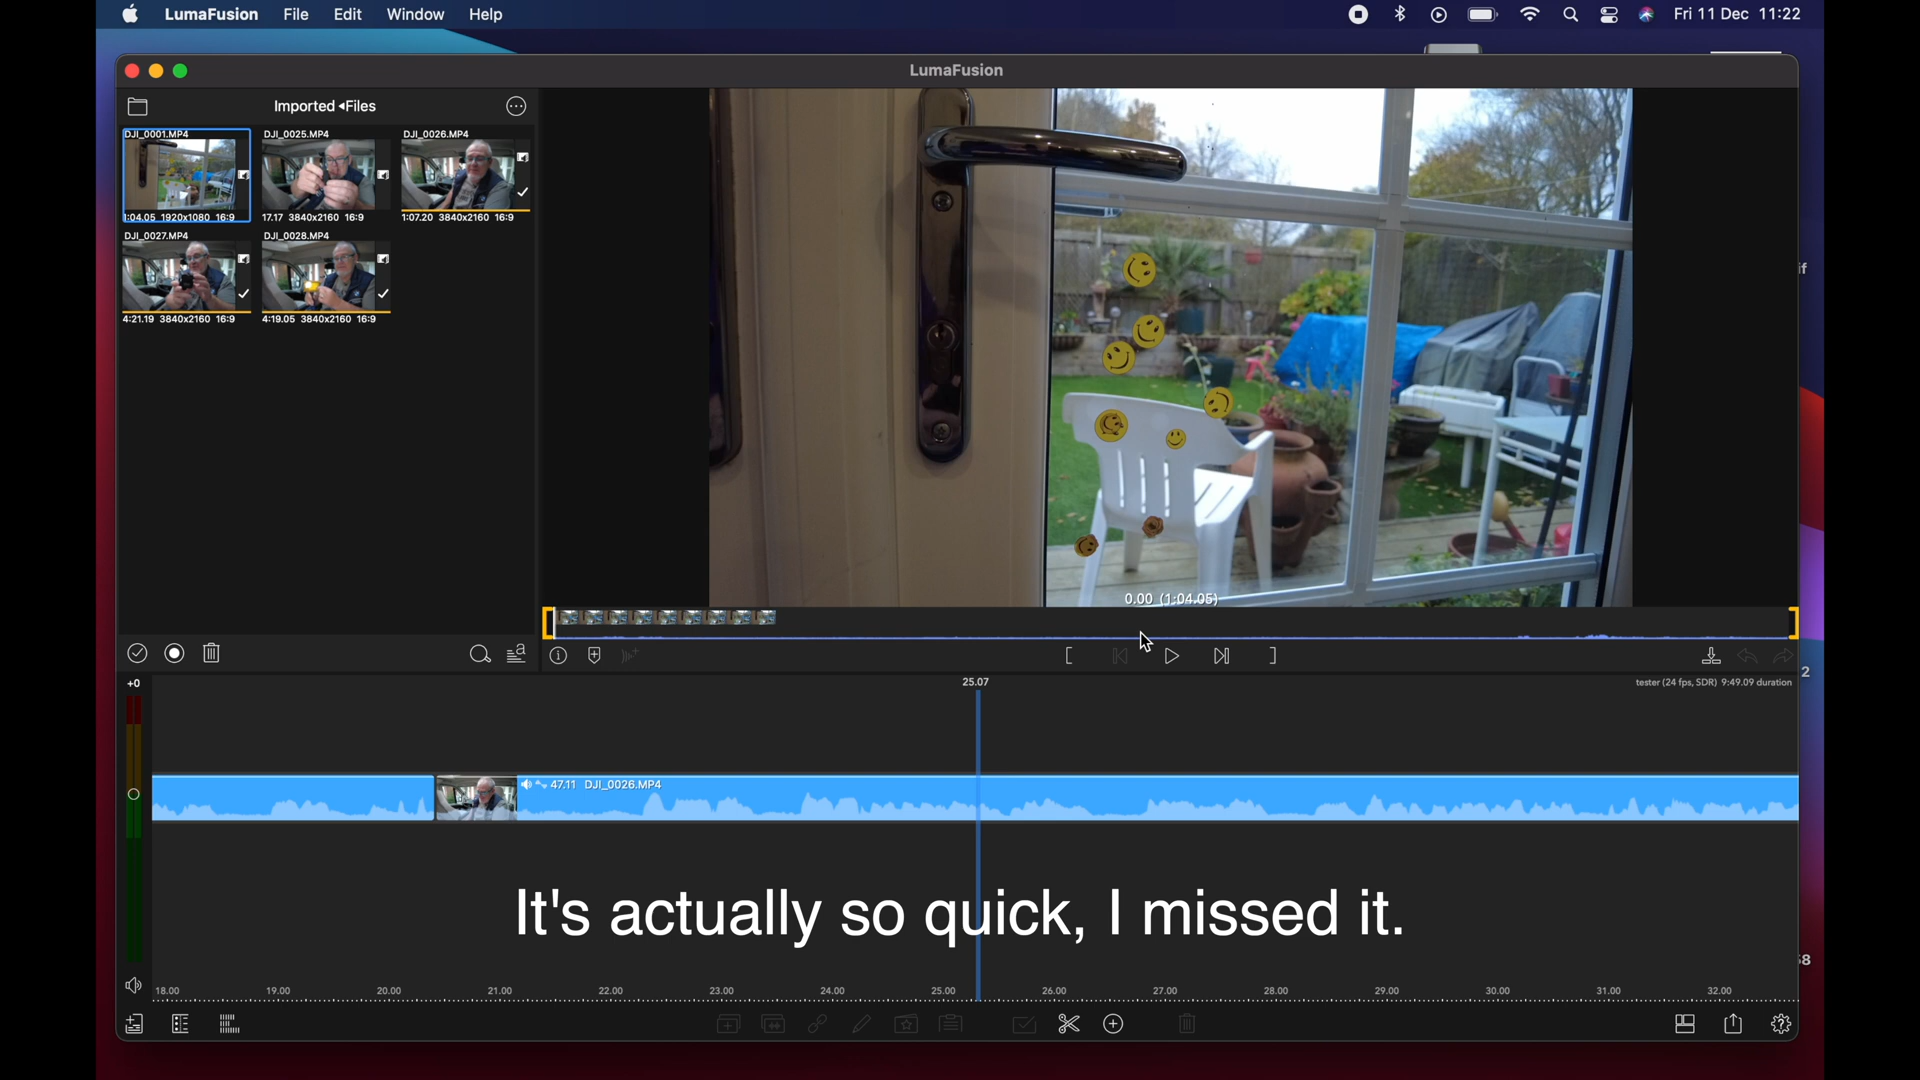 LumaFusion File Edit Window Help Fri 11 Dec 11:22
LumaFusion
Imported ◂Files
DJI_0001.MP4 DJI_0025.MP4 DJI_0026.MP4
1:04.05 1920x1080 16:9 17.17 3840x2160 16:9 1:07.20 3840x2160 16:9
DJI_0027.MP4 DJI_0028.MP4
4:21.19 3840x2160 16:9 4:19.05 3840x2160 16:9
if
0.00 (1:04.05)
2
+0 25.07 tester (24 fps, SDR) 9:49.09 duration
47.11 DJI_0026.MP4
It's actually so quick, I missed it.
18.00 19.00 20.00 21.00 22.00 23.00 24.00 25.00 26.00 27.00 28.00 29.00 30.00 31.00 32.00